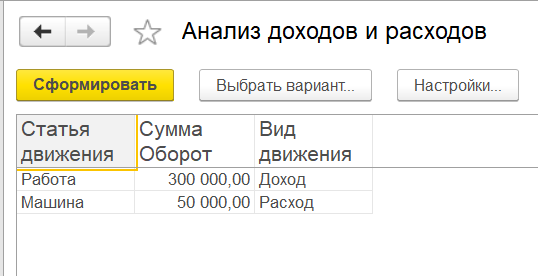 Анализ доходов и расходов
Сформировать Выбрать вариант... Настройки...
Статья движения Сумма Оборот Вид движения
Работа 300 000,00 Доход
Машина 50 000,00 Расход